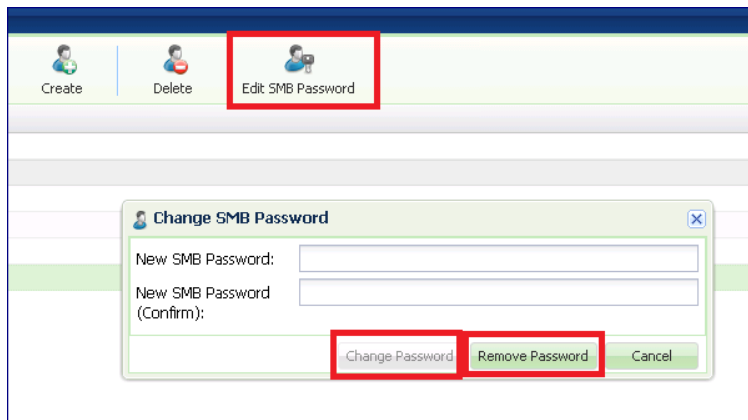 Create
Delete
Edit SMB Password
Change SMB Password
New SMB Password:
New SMB Password
(Confirm):
Change Password
Remove Password
Cancel